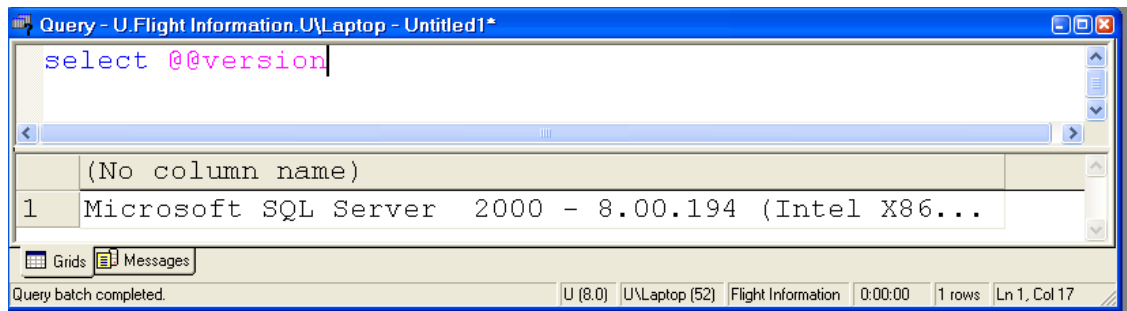 Query - U.Flight Information.U\Laptop - Untitled1*
select @@version
(No column name)
1 Microsoft SQL Server  2000 - 8.00.194 (Intel X86...
Grids Messages
Query batch completed. U (8.0) U\Laptop (52) Flight Information 0:00:00 1 rows Ln 1, Col 17